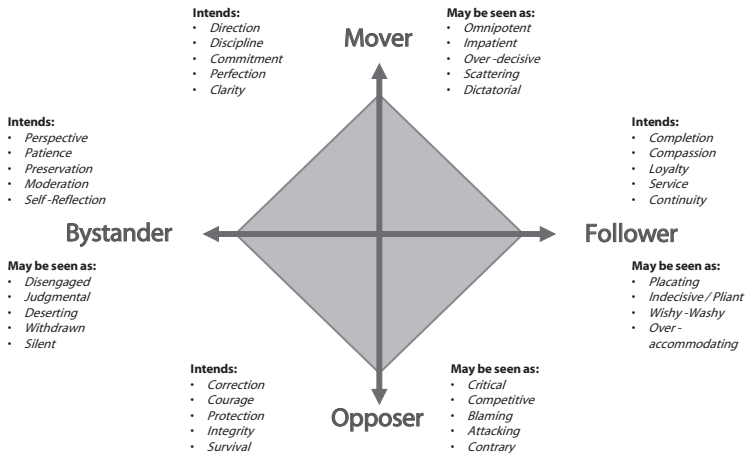 Intends:
• Direction
• Discipline
• Commitment
• Perfection
• Clarity
Mover
May be seen as:
• Omnipotent
• Impatient
• Over -decisive
• Scattering
• Dictatorial
Intends:
• Perspective
• Patience
• Preservation
• Moderation
• Self -Reflection
Bystander
May be seen as:
• Disengaged
• Judgmental
• Deserting
• Withdrawn
• Silent
Intends:
• Completion
• Compassion
• Loyalty
• Service
• Continuity
Follower
May be seen as:
• Placating
• Indecisive / Pliant
• Wishy -Washy
• Over -
accommodating
Intends:
• Correction
• Courage
• Protection
• Integrity
• Survival
Opposer
May be seen as:
• Critical
• Competitive
• Blaming
• Attacking
• Contrary